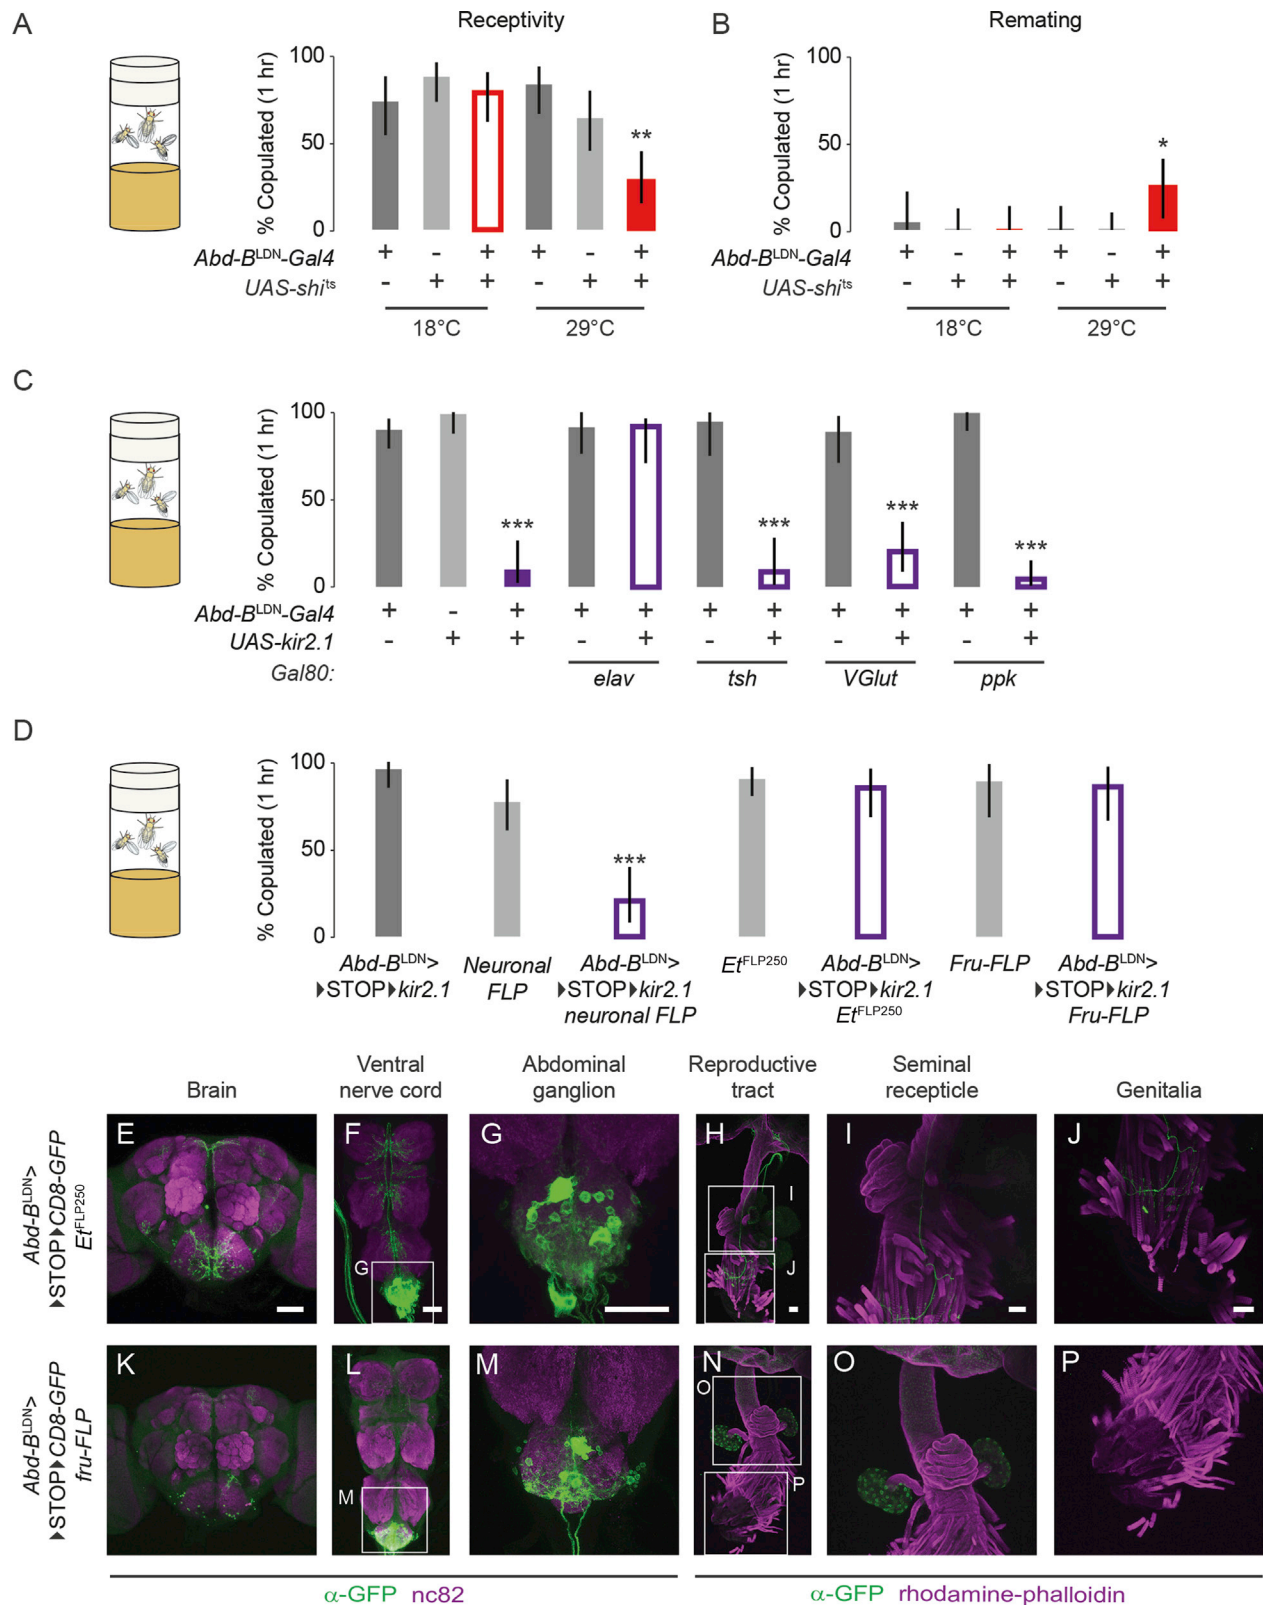 A
Receptivity
% Copulated (1 hr)
100
50
0
**
Abd-B^LDN-Gal4 + - + + - +
UAS-shi^ts - + + - + +
18°C 29°C
B
Remating
% Copulated (1 hr)
100
50
0
*
Abd-B^LDN-Gal4 + - + + - +
UAS-shi^ts - + + - + +
18°C 29°C
C
% Copulated (1 hr)
100
50
0
*** *** *** ***
Abd-B^LDN-Gal4 + - + + + + + + + + +
UAS-kir2.1 - + + - + - + - + - +
Gal80: elav tsh VGlut ppk
D
% Copulated (1 hr)
100
50
0
***
Abd-B^LDN>
▶STOP▶kir2.1
Neuronal
FLP
Abd-B^LDN>
▶STOP▶kir2.1
neuronal FLP
Et^FLP250
Abd-B^LDN>
▶STOP▶kir2.1
Et^FLP250
Fru-FLP
Abd-B^LDN>
▶STOP▶kir2.1
Fru-FLP
Brain
Ventral
nerve cord
Abdominal
ganglion
Reproductive
tract
Seminal
recepticle
Genitalia
Abd-B^LDN>
▶STOP▶CD8-GFP
Et^FLP250
E
F
G
G
H
I
J
I
J
Abd-B^LDN>
▶STOP▶CD8-GFP
fru-FLP
K
L
M
M
N
O
P
O
P
α-GFP nc82
α-GFP rhodamine-phalloidin